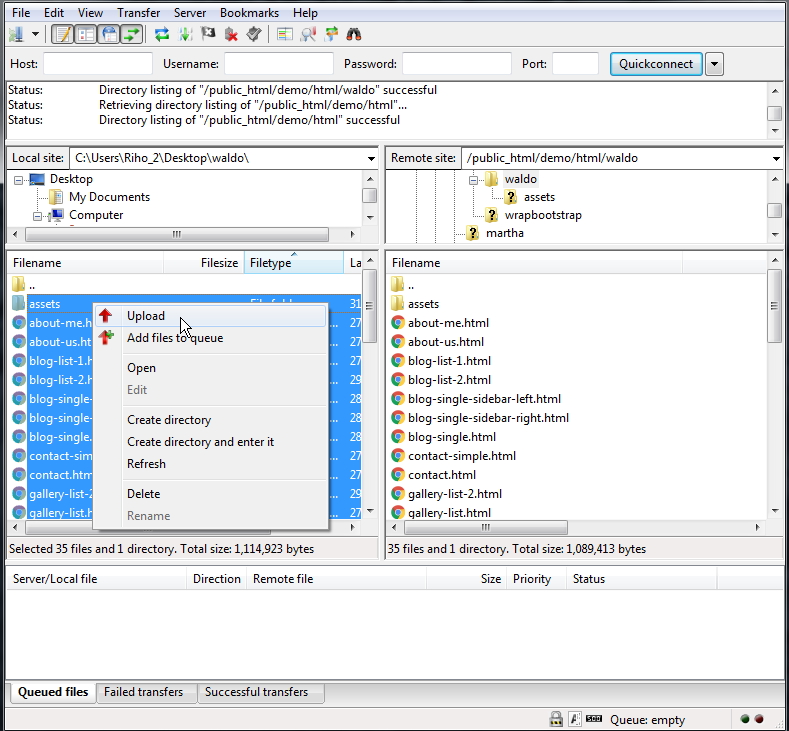 File Edit View Transfer Server Bookmarks Help
Host: Username: Password: Port: Quickconnect
Status: Directory listing of "/public_html/demo/html/waldo" successful
Status: Retrieving directory listing of "/public_html/demo/html"...
Status: Directory listing of "/public_html/demo/html" successful
Local site: C:\Users\Riho_2\Desktop\waldo\
Desktop
My Documents
Computer
Remote site: /public_html/demo/html/waldo
waldo
assets
wrapbootstrap
martha
Filename Filesize Filetype La
..
assets 31
about-me.h ... 27
about-us.ht ... 27
blog-list-1.h ... 27
blog-list-2.h ... 29
blog-single- ... 28
blog-single- ... 28
blog-single. ... 28
contact-sim ... 27
contact.htm ... 27
gallery-list-2 ... 29
gallery-list.h ... 27
Upload
Add files to queue
Open
Edit
Create directory
Create directory and enter it
Refresh
Delete
Rename
Selected 35 files and 1 directory. Total size: 1,114,923 bytes
Filename
..
assets
about-me.html
about-us.html
blog-list-1.html
blog-list-2.html
blog-single-sidebar-left.html
blog-single-sidebar-right.html
blog-single.html
contact-simple.html
contact.html
gallery-list-2.html
gallery-list.html
35 files and 1 directory. Total size: 1,089,413 bytes
Server/Local file Direction Remote file Size Priority Status
Queued files Failed transfers Successful transfers
Queue: empty